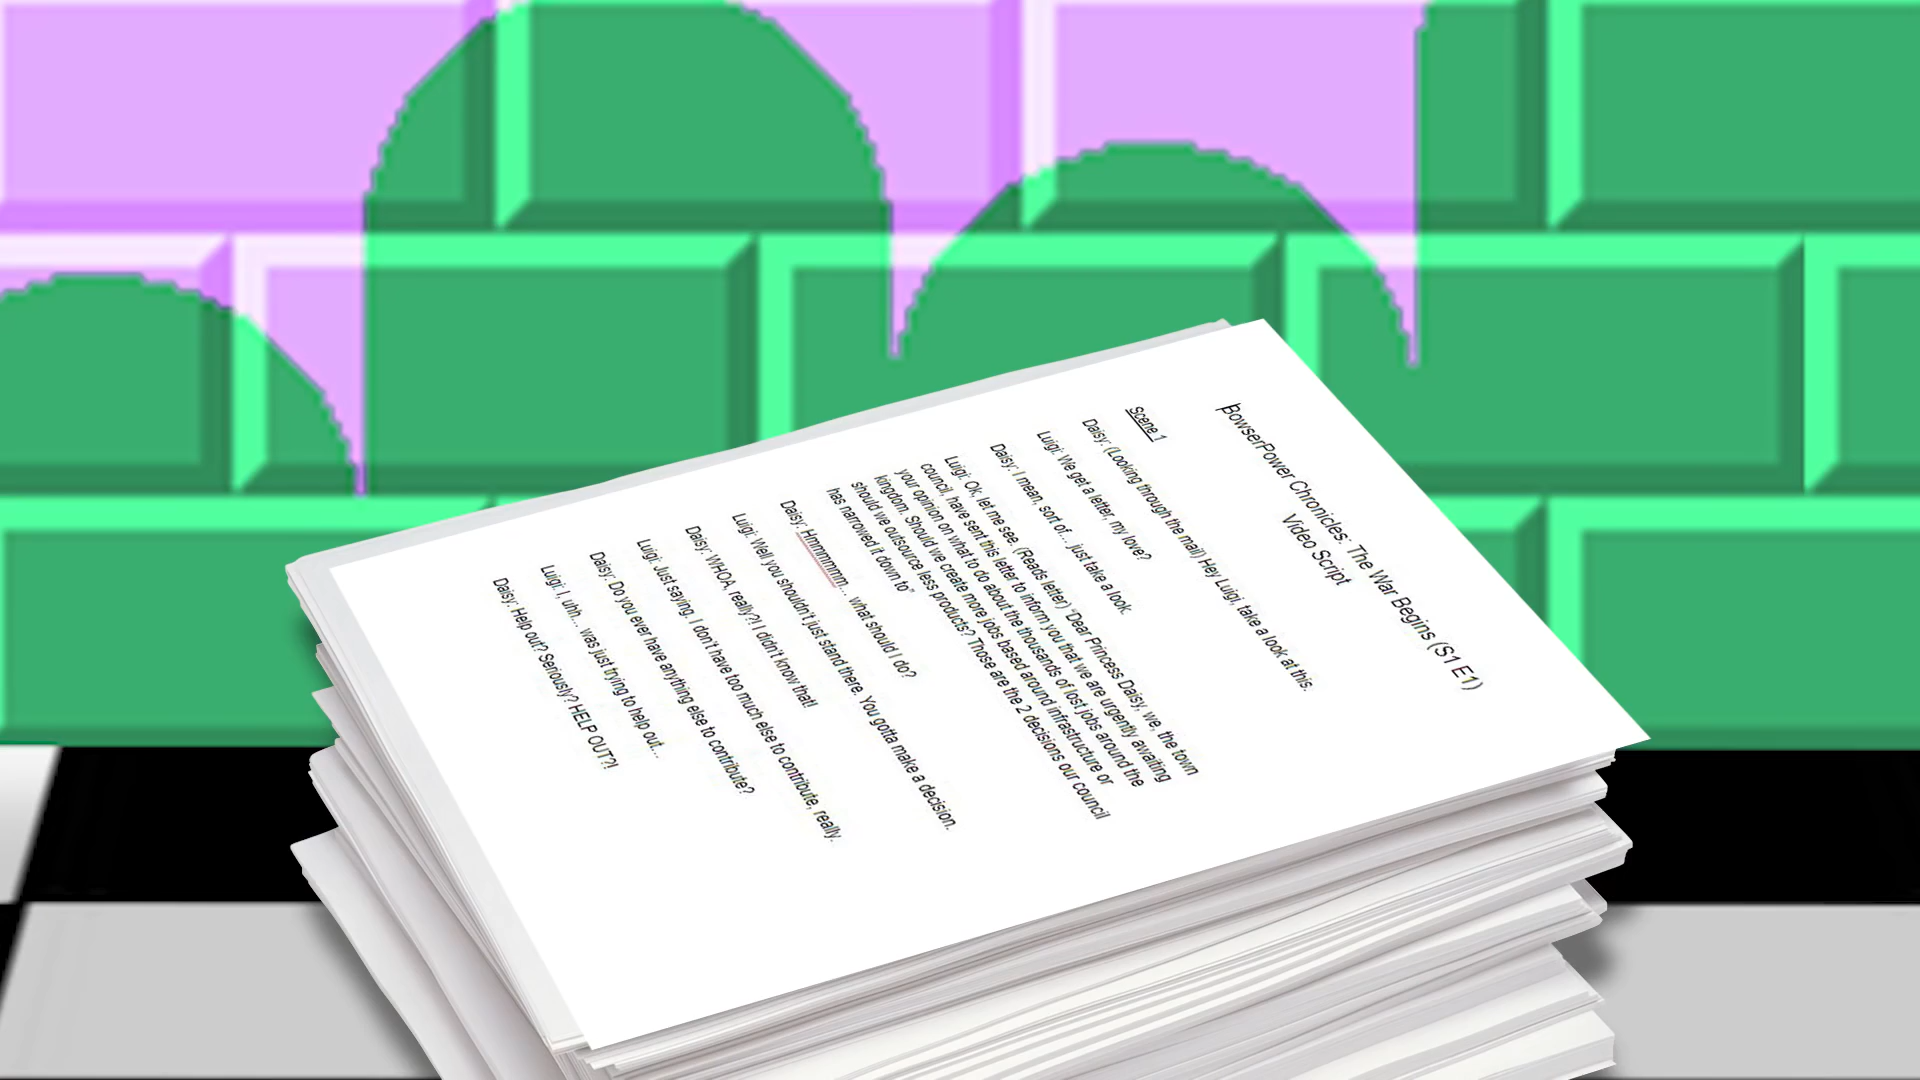 BowserPower Chronicles: The War Begins (S1 E1)
Video Script
Scene 1
Daisy: (Looking through the mail) Hey Luigi, take a look at this.
Luigi: We get a letter, my love?
Daisy: I mean, sort of... just take a look.
Luigi: OK, let me see. (Reads letter) “Dear Princess Daisy, we, the town
council, have sent this letter to inform you that we are urgently awaiting
your opinion on what to do about the thousands of lost jobs around the
kingdom. Should we create more jobs based around infrastructure or
should we outsource less products? Those are the 2 decisions our council
has narrowed it down to”
Daisy: Hmmmmm... what should I do?
Luigi: Well you shouldn't just stand there. You gotta make a decision.
Daisy: WHOA, really?! I didn't know that!
Luigi: Just saying. I don't have too much else to contribute, really.
Daisy: Do you ever have anything else to contribute?
Luigi: I, uhh... was just trying to help out...
Daisy: Help out? Seriously? HELP OUT?!